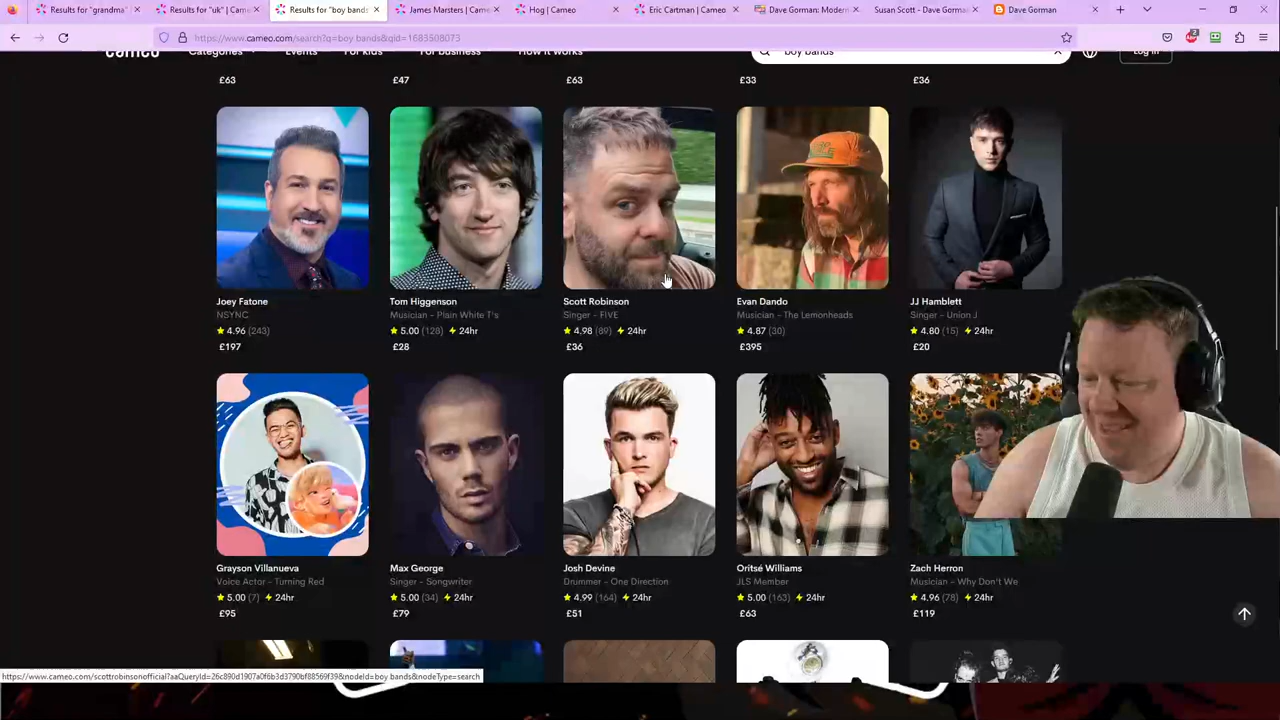 Results for "grandma"
Results for "uk" | Came
Results for "boy bands
James Marsters | Came
Hog | Cameo
Eric Cartman | Cameo
Dave Gorman: Modern
Susan Scott - Dave Gorma
Dave Gorman
https://www.cameo.com/search?q=boy bands&qid=1683508073
cameo
Categories
Events
For kids
For business
How it works
boy bands
Log in
£63
£47
£63
£33
£36
Joey Fatone
NSYNC
4.96 (243)
£197
Tom Higgenson
Musician - Plain White T's
5.00 (128) 24hr
£28
Scott Robinson
Singer - FIVE
4.98 (89) 24hr
£36
Evan Dando
Musician - The Lemonheads
4.87 (30)
£395
JJ Hamblett
Singer - Union J
4.80 (15) 24hr
£20
Grayson Villanueva
Voice Actor - Turning Red
5.00 (7) 24hr
£95
Max George
Singer - Songwriter
5.00 (34) 24hr
£79
Josh Devine
Drummer - One Direction
4.99 (164) 24hr
£51
Oritsé Williams
JLS Member
5.00 (163) 24hr
£63
Zach Herron
Musician - Why Don't We
4.96 (78) 24hr
£119
https://www.cameo.com/scottrobinsonofficial?aaQueryId=26c890d1907a0f6b3d3790bf88569f39&nodeId=boy bands&nodeType=search